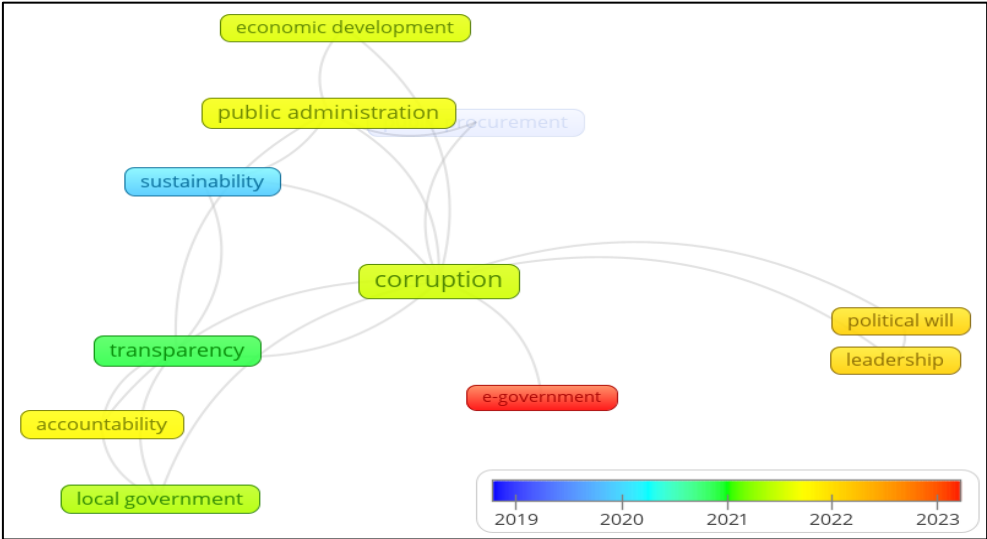 economic development
public administration
rocurement
sustainability
corruption
political will
transparency
leadership
e-government
accountability
local government
2019 2020 2021 2022 2023